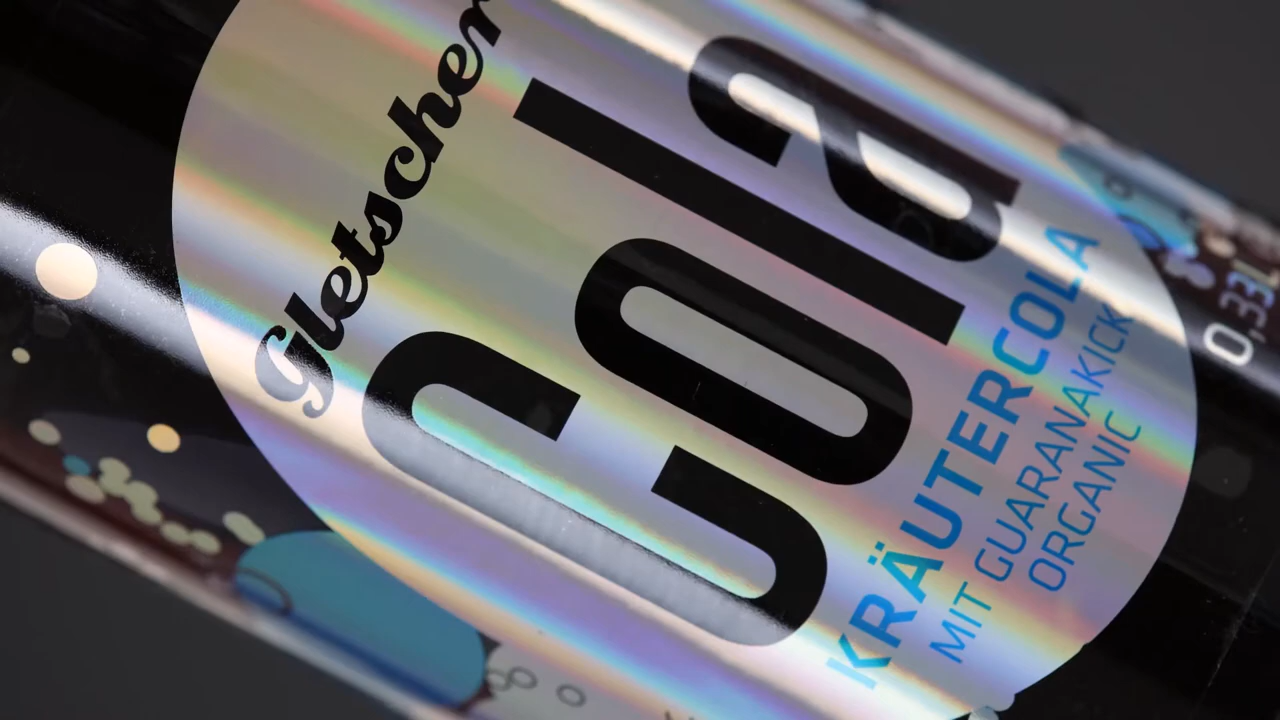 Gletscher
Cola
KRÄUTERCOLA
MIT GUARANAKICK.
ORGANIC
0,33L